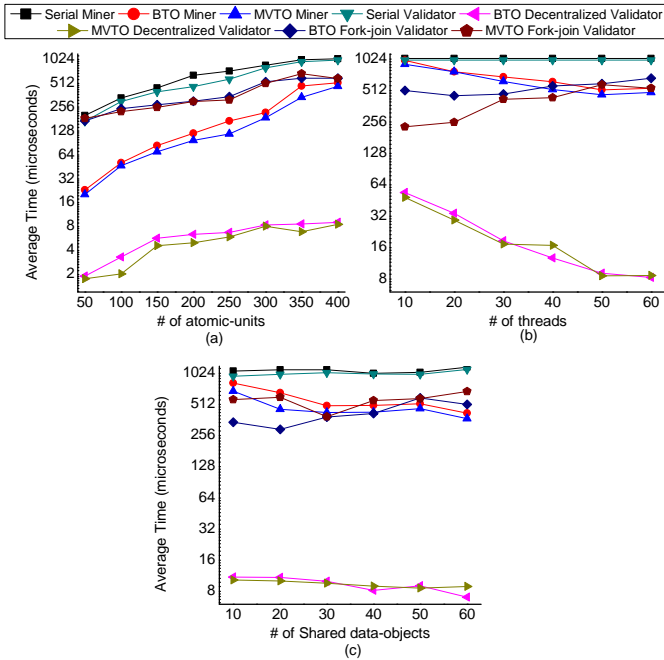 Serial Miner BTO Miner MVTO Miner Serial Validator BTO Decentralized Validator
MVTO Decentralized Validator BTO Fork-join Validator MVTO Fork-join Validator
Average Time (microseconds)
1024
512
256
128
64
32
16
8
4
2
50 100 150 200 250 300 350 400
# of atomic-units
(a)
Average Time (microseconds)
1024
512
256
128
64
32
16
8
10 20 30 40 50 60
# of threads
(b)
Average Time (microseconds)
1024
512
256
128
64
32
16
8
10 20 30 40 50 60
# of Shared data-objects
(c)